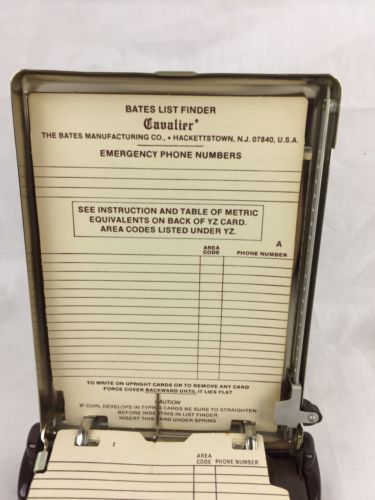 BATES LIST FINDER
Cavalier®
THE BATES MANUFACTURING CO., • HACKETTSTOWN, N.J. 07840, U.S.A.
EMERGENCY PHONE NUMBERS
SEE INSTRUCTION AND TABLE OF METRIC
EQUIVALENTS ON BACK OF YZ CARD.
AREA CODES LISTED UNDER YZ.
A
AREA
CODE PHONE NUMBER
TO WRITE ON UPRIGHT CARDS OR TO REMOVE ANY CARD
FORCE COVER BACKWARD UNTIL IT LIES FLAT
CAUTION
IF CURL DEVELOPS IN TYPING CARDS BE SURE TO STRAIGHTEN
BEFORE INSERTING IN LIST FINDER
INSERT THIS CARD UNDER SPRING
AREA
CODE PHONE NUMBER